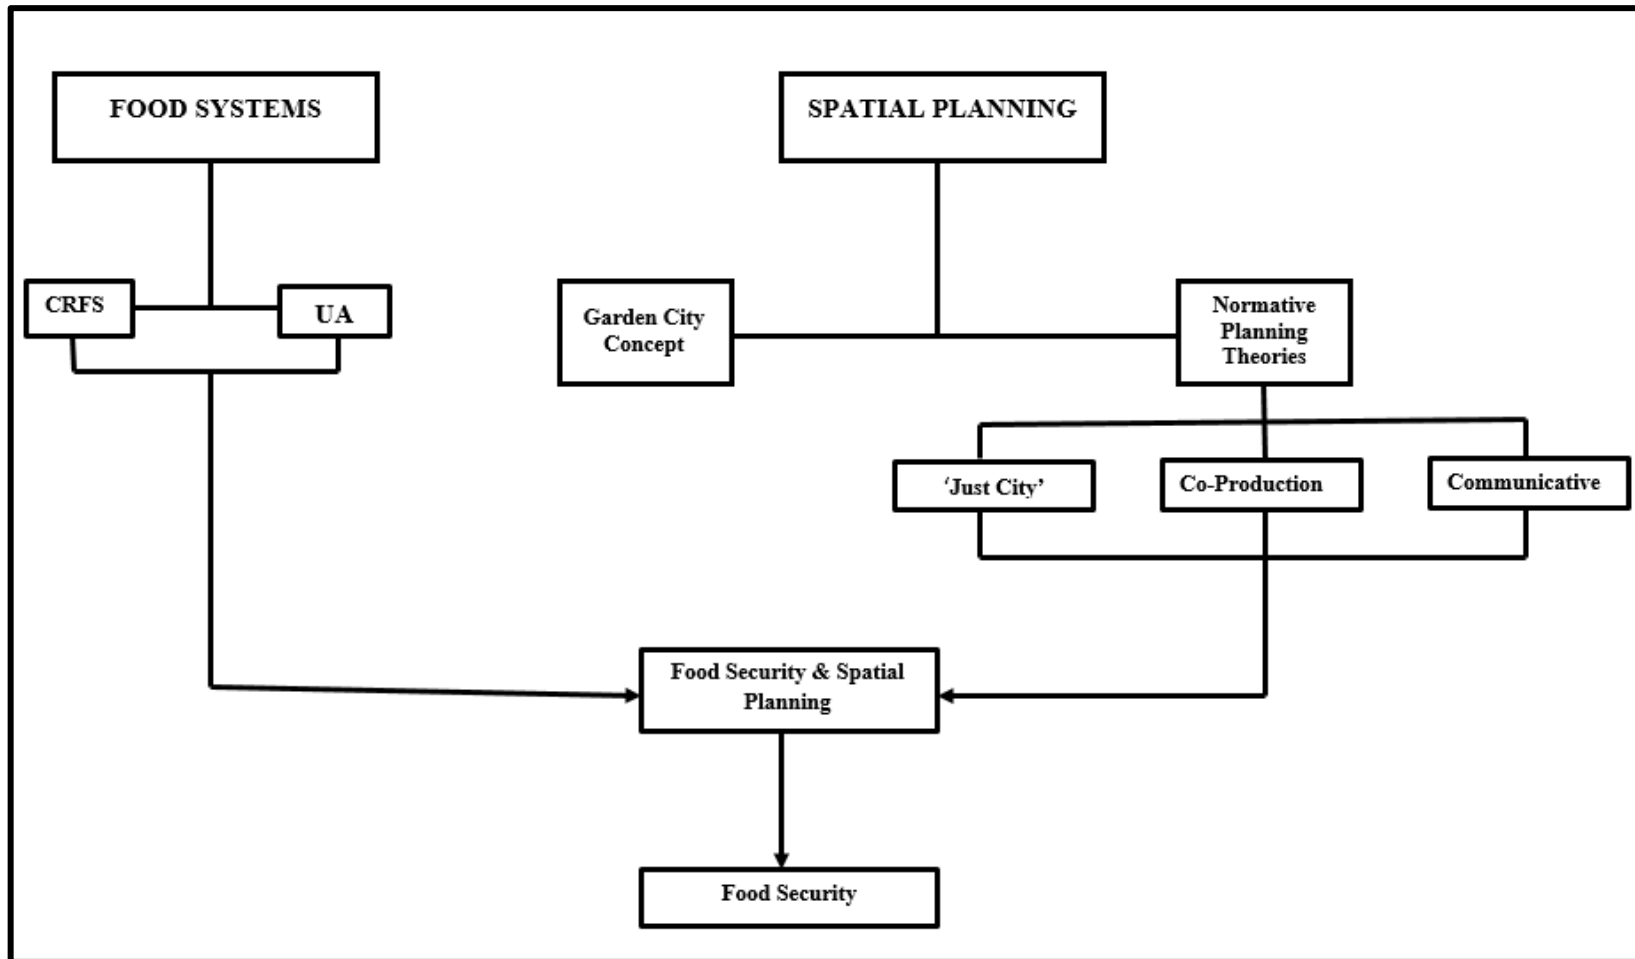 FOOD SYSTEMS
SPATIAL PLANNING
CRFS
UA
Garden City
Concept
Normative
Planning
Theories
‘Just City’
Co-Production
Communicative
Food Security & Spatial
Planning
Food Security